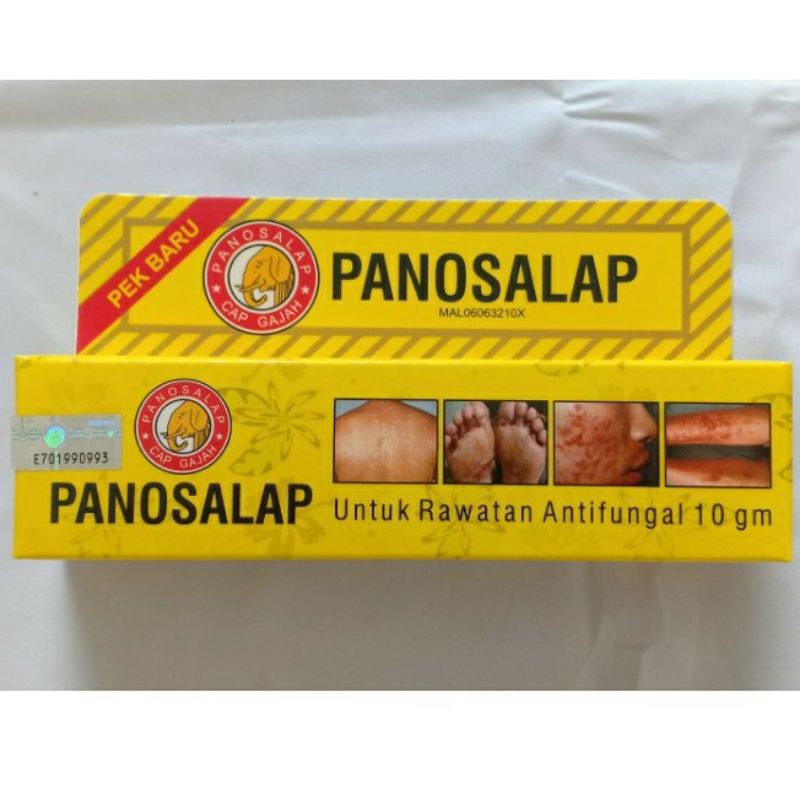 PEK BARU
PANOSALAP
CAP GAJAH
PANOSALAP
MAL06063210X
E701990993
PANOSALAP
CAP GAJAH
PANOSALAP
Untuk Rawatan Antifungal 10 gm